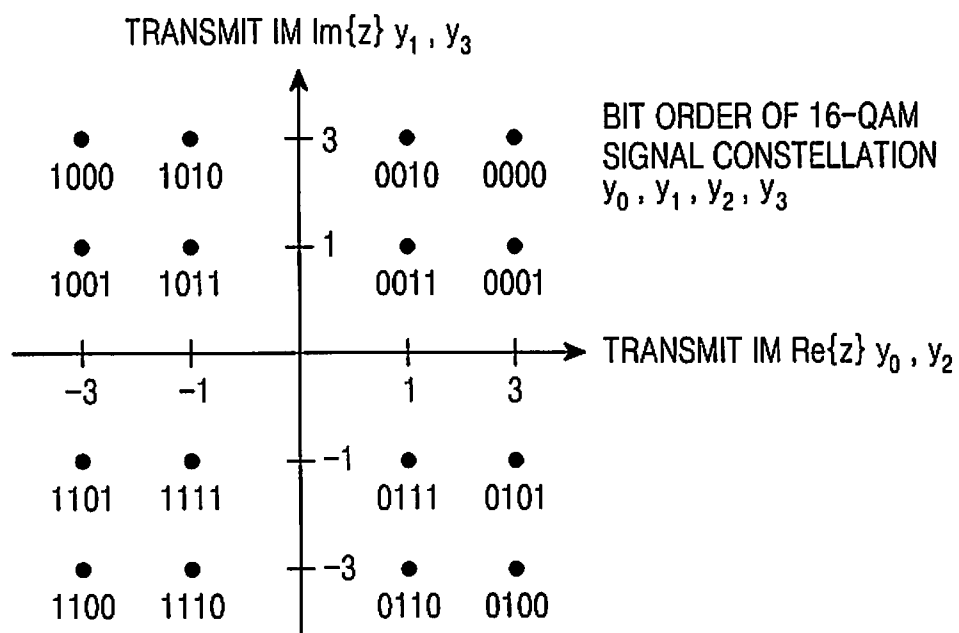 TRANSMIT IM Im{z} y₁ , y₃
BIT ORDER OF 16-QAM
SIGNAL CONSTELLATION
y₀ , y₁ , y₂ , y₃
3
1000 1010 0010 0000
1
1001 1011 0011 0001
TRANSMIT IM Re{z} y₀ , y₂
-3 -1 1 3
-1
1101 1111 0111 0101
-3
1100 1110 0110 0100